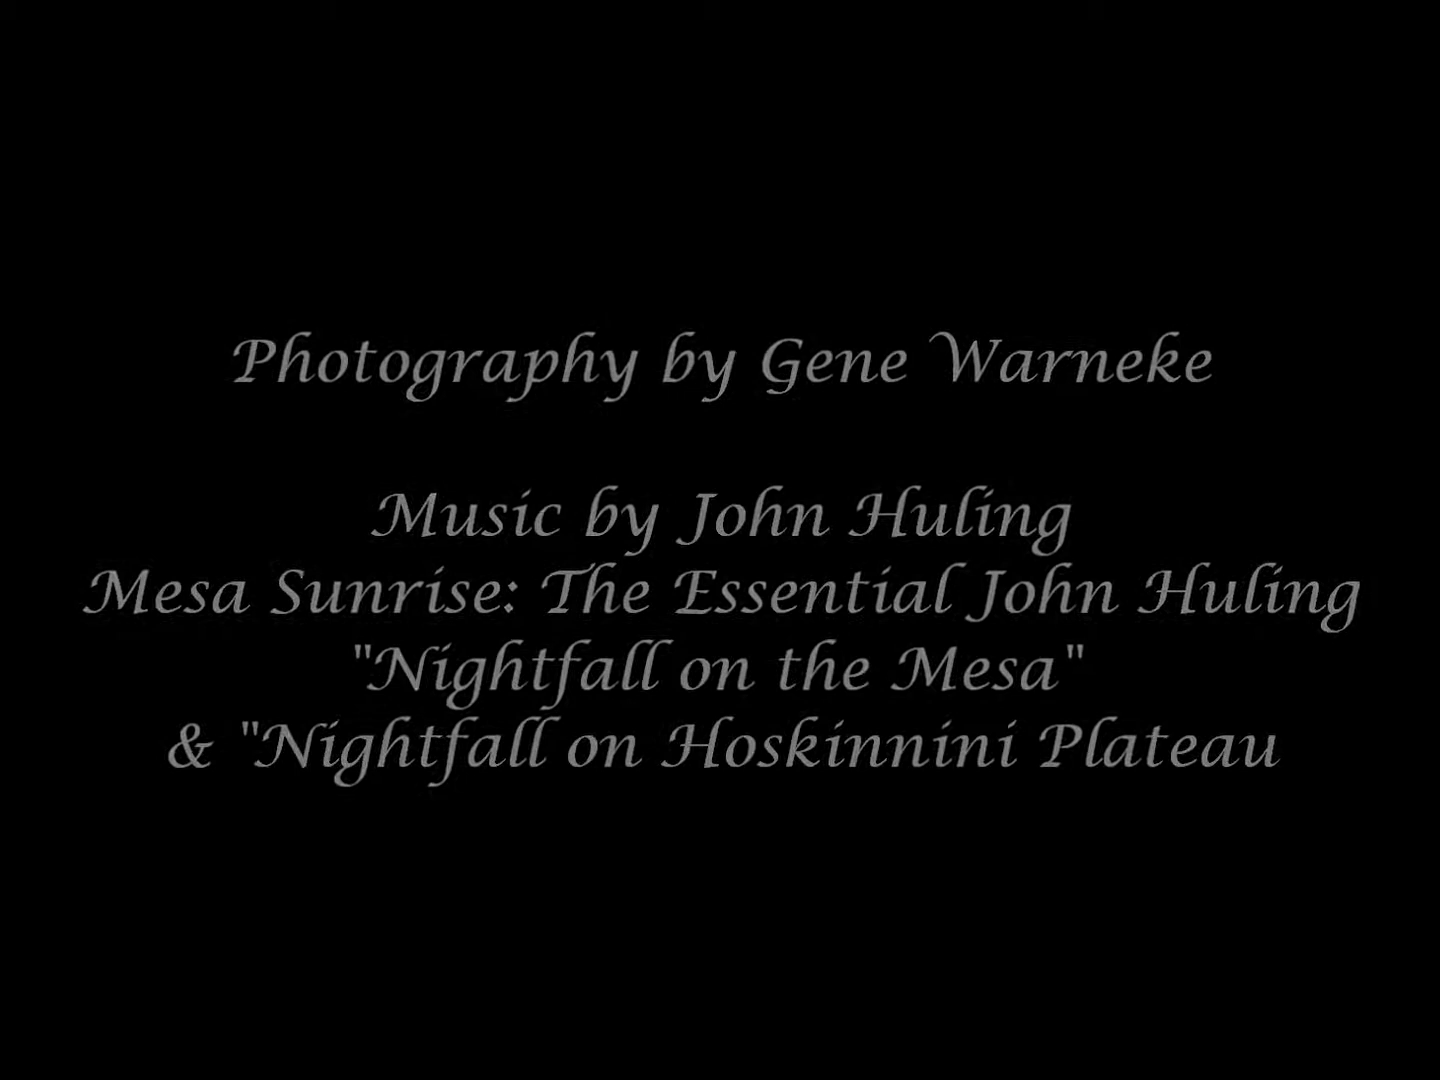 Photography by Gene Warneke
Music by John Huling
Mesa Sunrise: The Essential John Huling
"Nightfall on the Mesa"
& "Nightfall on Hoskinnini Plateau